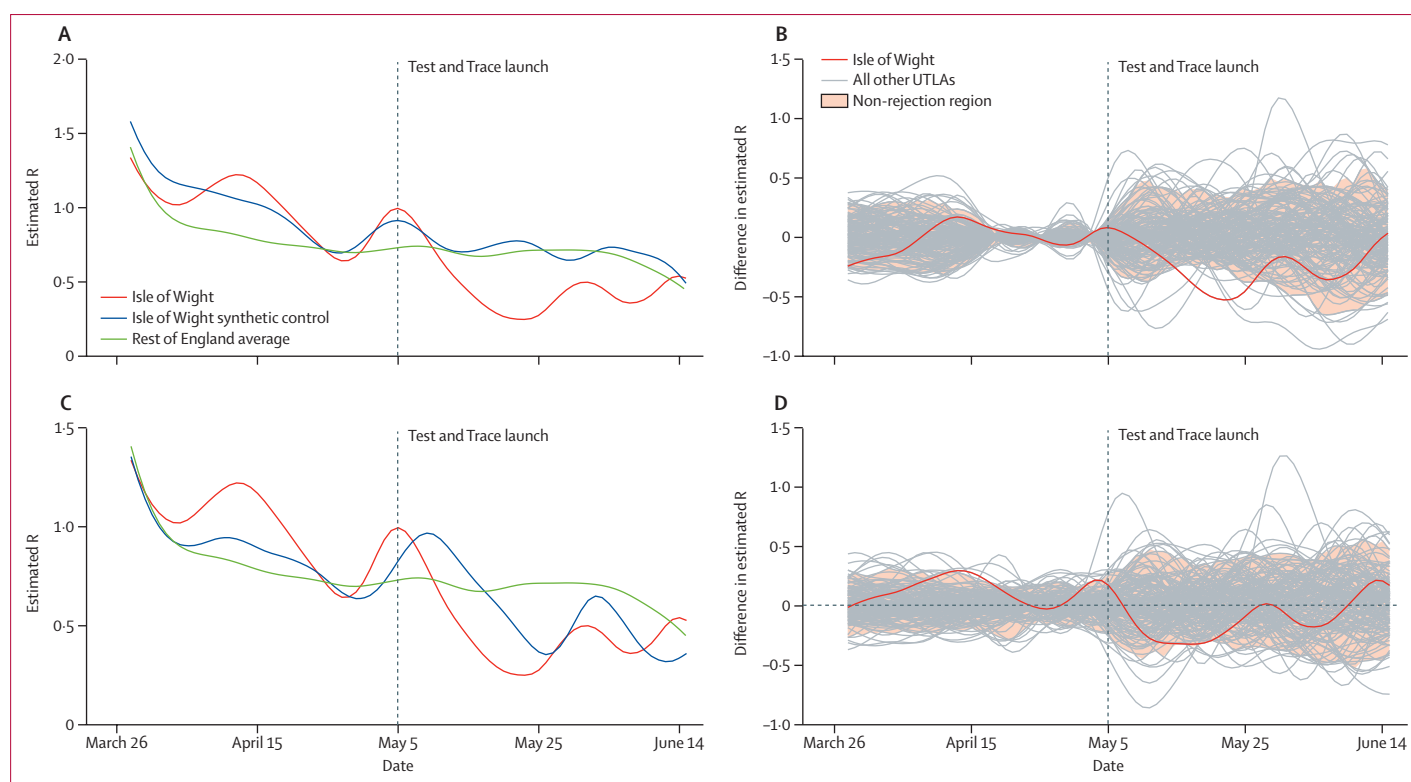 A
2·0
1·5
1·0
0·5
0
Estimated R
Test and Trace launch
Isle of Wight
Isle of Wight synthetic control
Rest of England average
B
1·5
1·0
0·5
0
–0·5
–1·0
Difference in estimated R
Isle of Wight
All other UTLAs
Non-rejection region
Test and Trace launch
C
1·5
1·0
0·5
0
Estimated R
Test and Trace launch
March 26
April 15
May 5
May 25
June 14
Date
D
1·5
1·0
0·5
0
–0·5
–1·0
Difference in estimated R
Test and Trace launch
March 26
April 15
May 5
May 25
June 14
Date